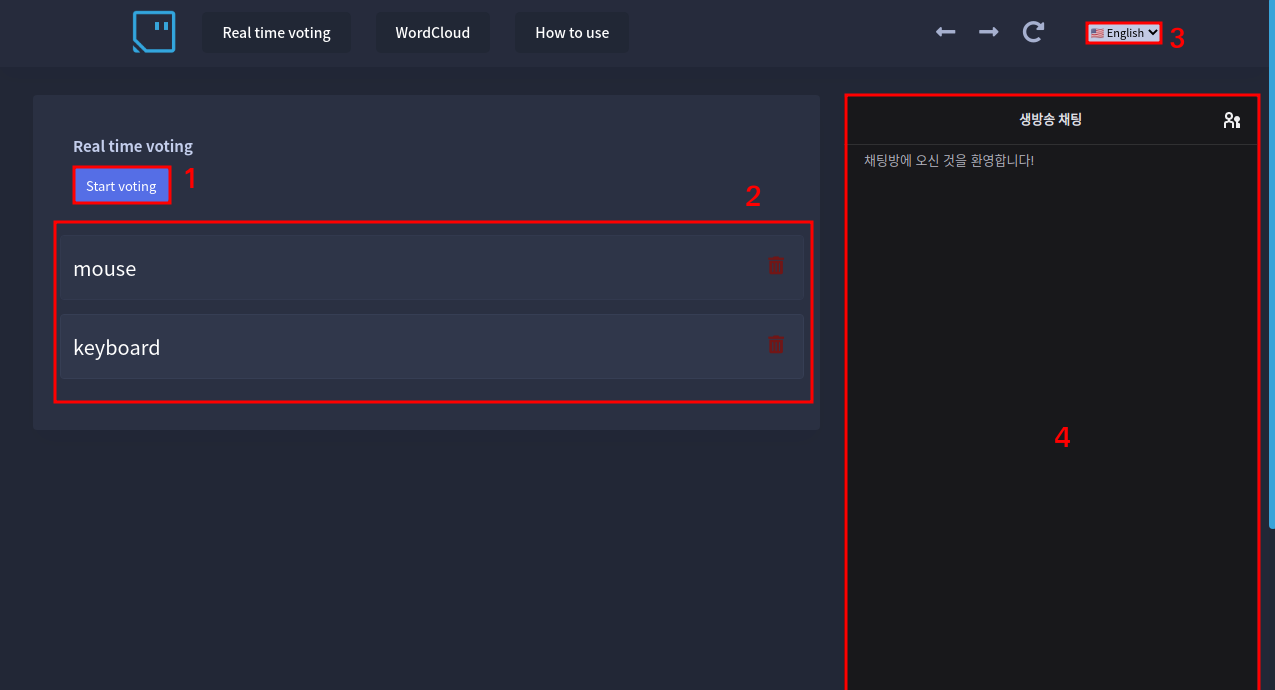 Real time voting WordCloud How to use English 3
Real time voting
Start voting 1
2
mouse
keyboard
생방송 채팅
채팅방에 오신 것을 환영합니다!
4